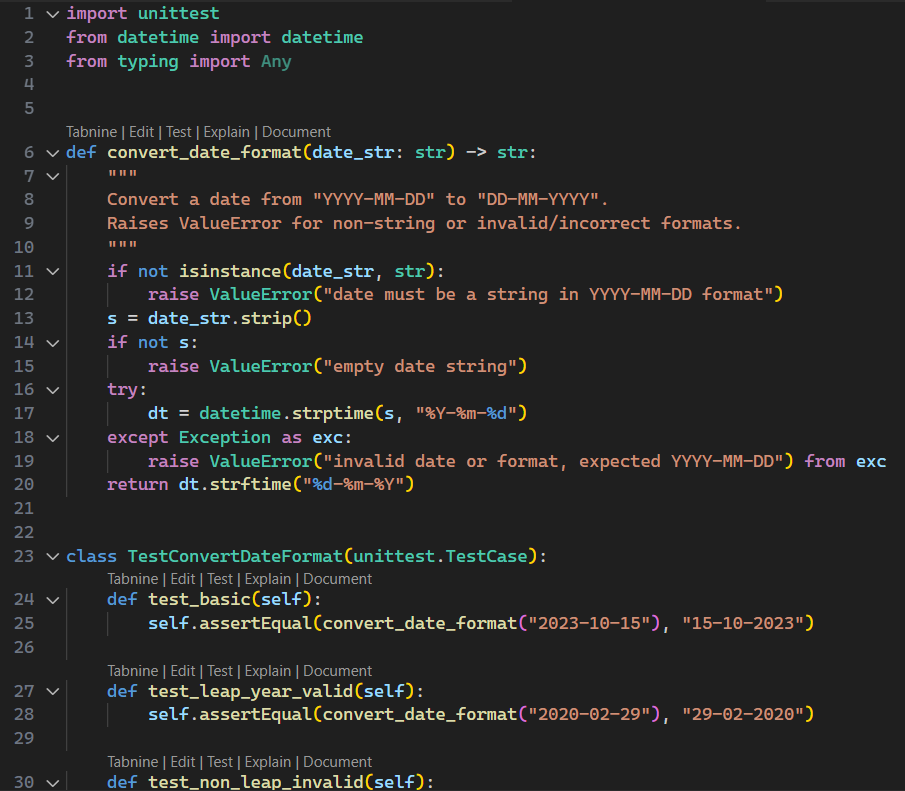 1 import unittest
2 from datetime import datetime
3 from typing import Any
4
5
Tabnine | Edit | Test | Explain | Document
6 def convert_date_format(date_str: str) -> str:
7     """
8     Convert a date from "YYYY-MM-DD" to "DD-MM-YYYY".
9     Raises ValueError for non-string or invalid/incorrect formats.
10     """
11     if not isinstance(date_str, str):
12         raise ValueError("date must be a string in YYYY-MM-DD format")
13     s = date_str.strip()
14     if not s:
15         raise ValueError("empty date string")
16     try:
17         dt = datetime.strptime(s, "%Y-%m-%d")
18     except Exception as exc:
19         raise ValueError("invalid date or format, expected YYYY-MM-DD") from exc
20     return dt.strftime("%d-%m-%Y")
21
22
23 class TestConvertDateFormat(unittest.TestCase):
Tabnine | Edit | Test | Explain | Document
24     def test_basic(self):
25         self.assertEqual(convert_date_format("2023-10-15"), "15-10-2023")
26
Tabnine | Edit | Test | Explain | Document
27     def test_leap_year_valid(self):
28         self.assertEqual(convert_date_format("2020-02-29"), "29-02-2020")
29
Tabnine | Edit | Test | Explain | Document
30     def test_non_leap_invalid(self):